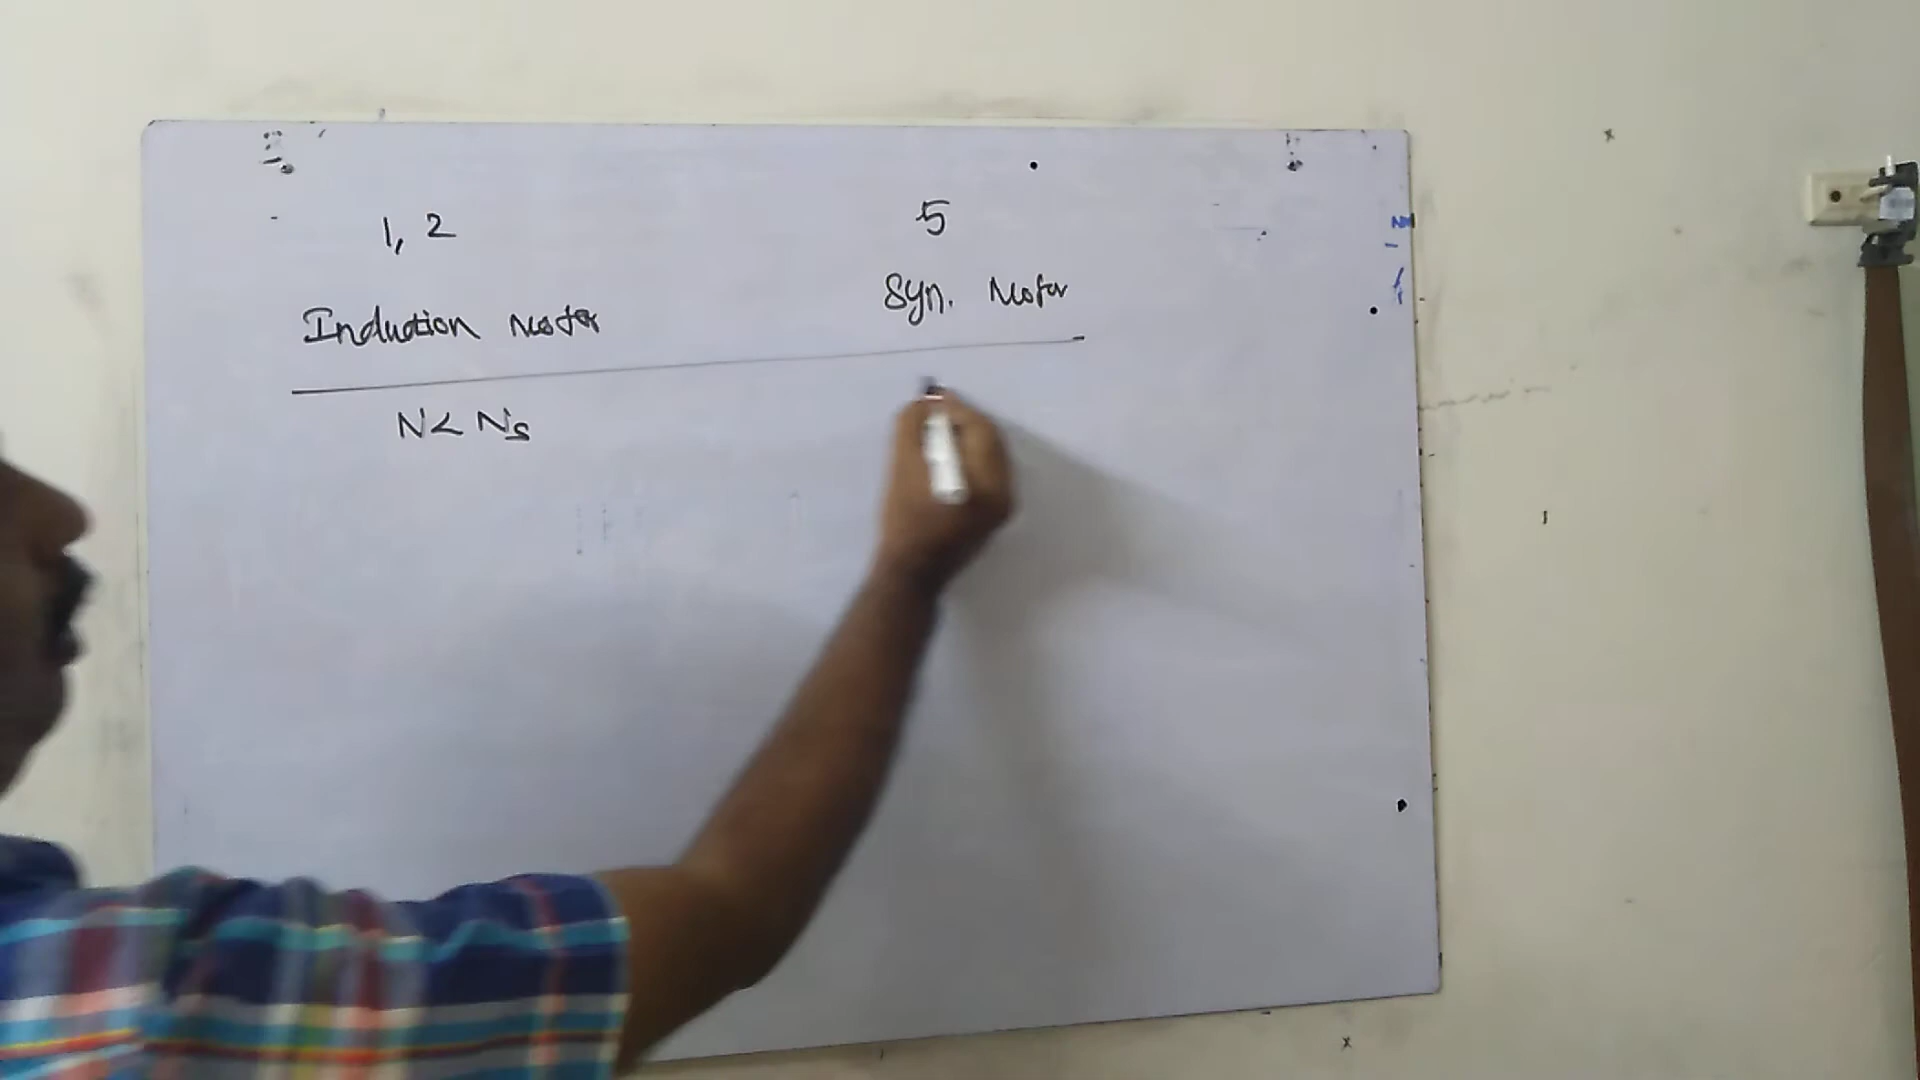 1, 2
5
Induction Motor
Syn. Motor
N < Ns